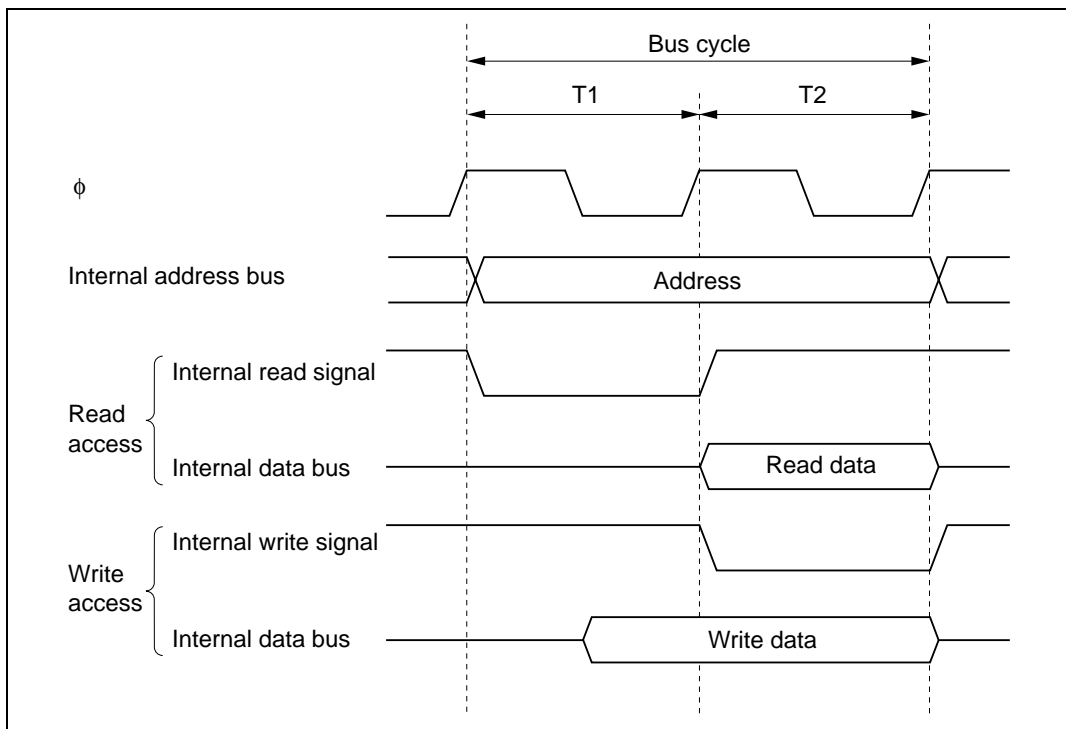 Bus cycle
T1
T2
ϕ
Internal address bus
Address
Internal read signal
Read
access
Internal data bus
Read data
Internal write signal
Write
access
Internal data bus
Write data